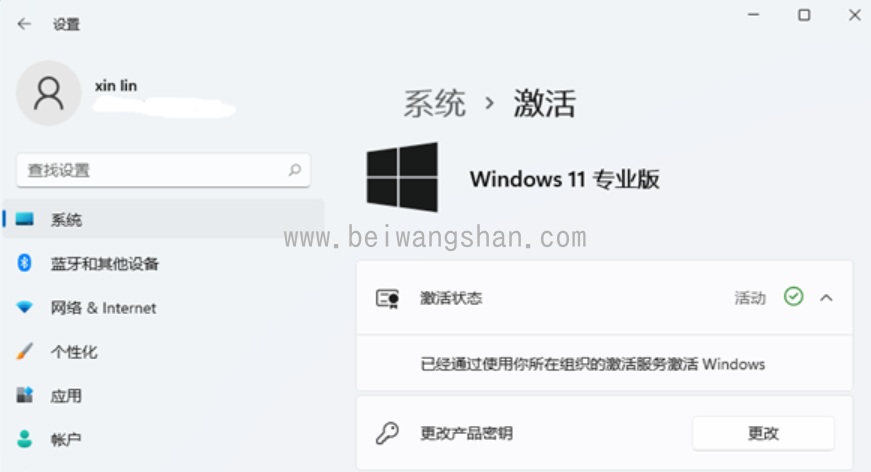 设置
xin lin
系统 > 激活
查找设置
Windows 11 专业版
系统
www.beiwangshan.com
蓝牙和其他设备
激活状态
活动
网络 & Internet
个性化
已经通过使用你所在组织的激活服务激活 Windows
应用
更改产品密钥
更改
帐户